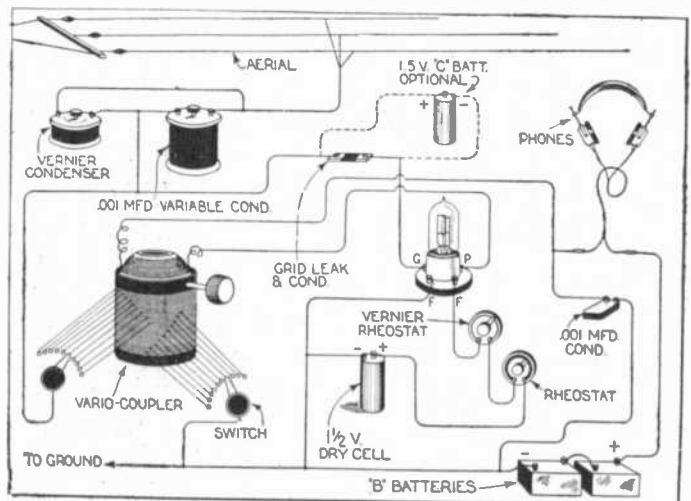 AERIAL
1.5 V. "C" BATT.
OPTIONAL
+ -
PHONES
VERNIER
CONDENSER
.001 MFD VARIABLE COND.
GRID LEAK
& COND.
G P
F F
VERNIER
RHEOSTAT
.001 MFD.
COND.
RHEOSTAT
- +
VARIO-COUPLER
SWITCH
1½ V.
DRY CELL
TO GROUND
- +
"B" BATTERIES